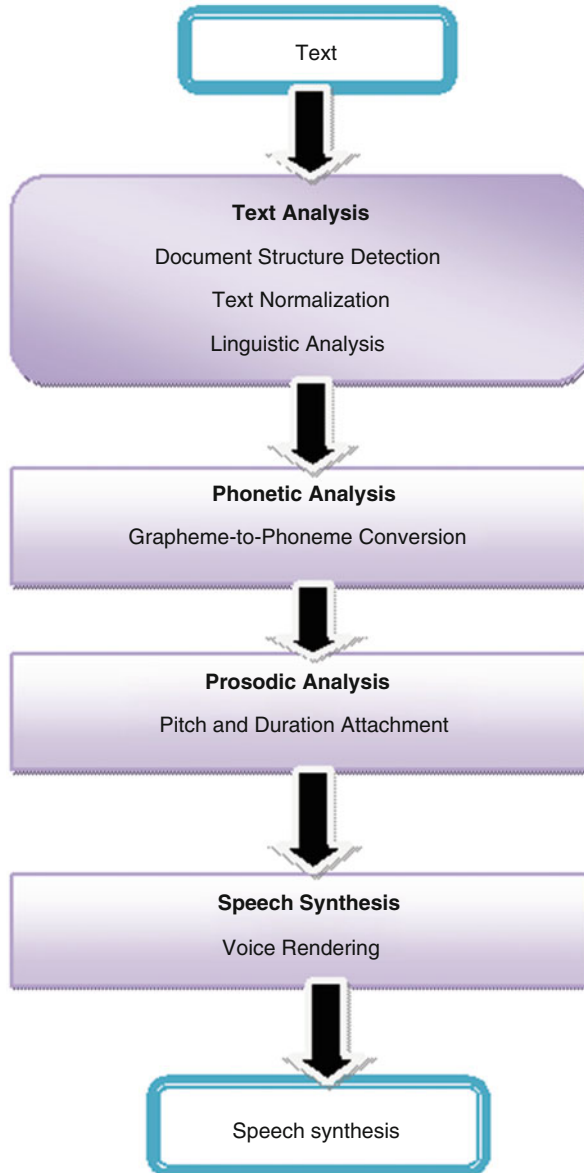 Text
Text Analysis
Document Structure Detection
Text Normalization
Linguistic Analysis
Phonetic Analysis
Grapheme-to-Phoneme Conversion
Prosodic Analysis
Pitch and Duration Attachment
Speech Synthesis
Voice Rendering
Speech synthesis